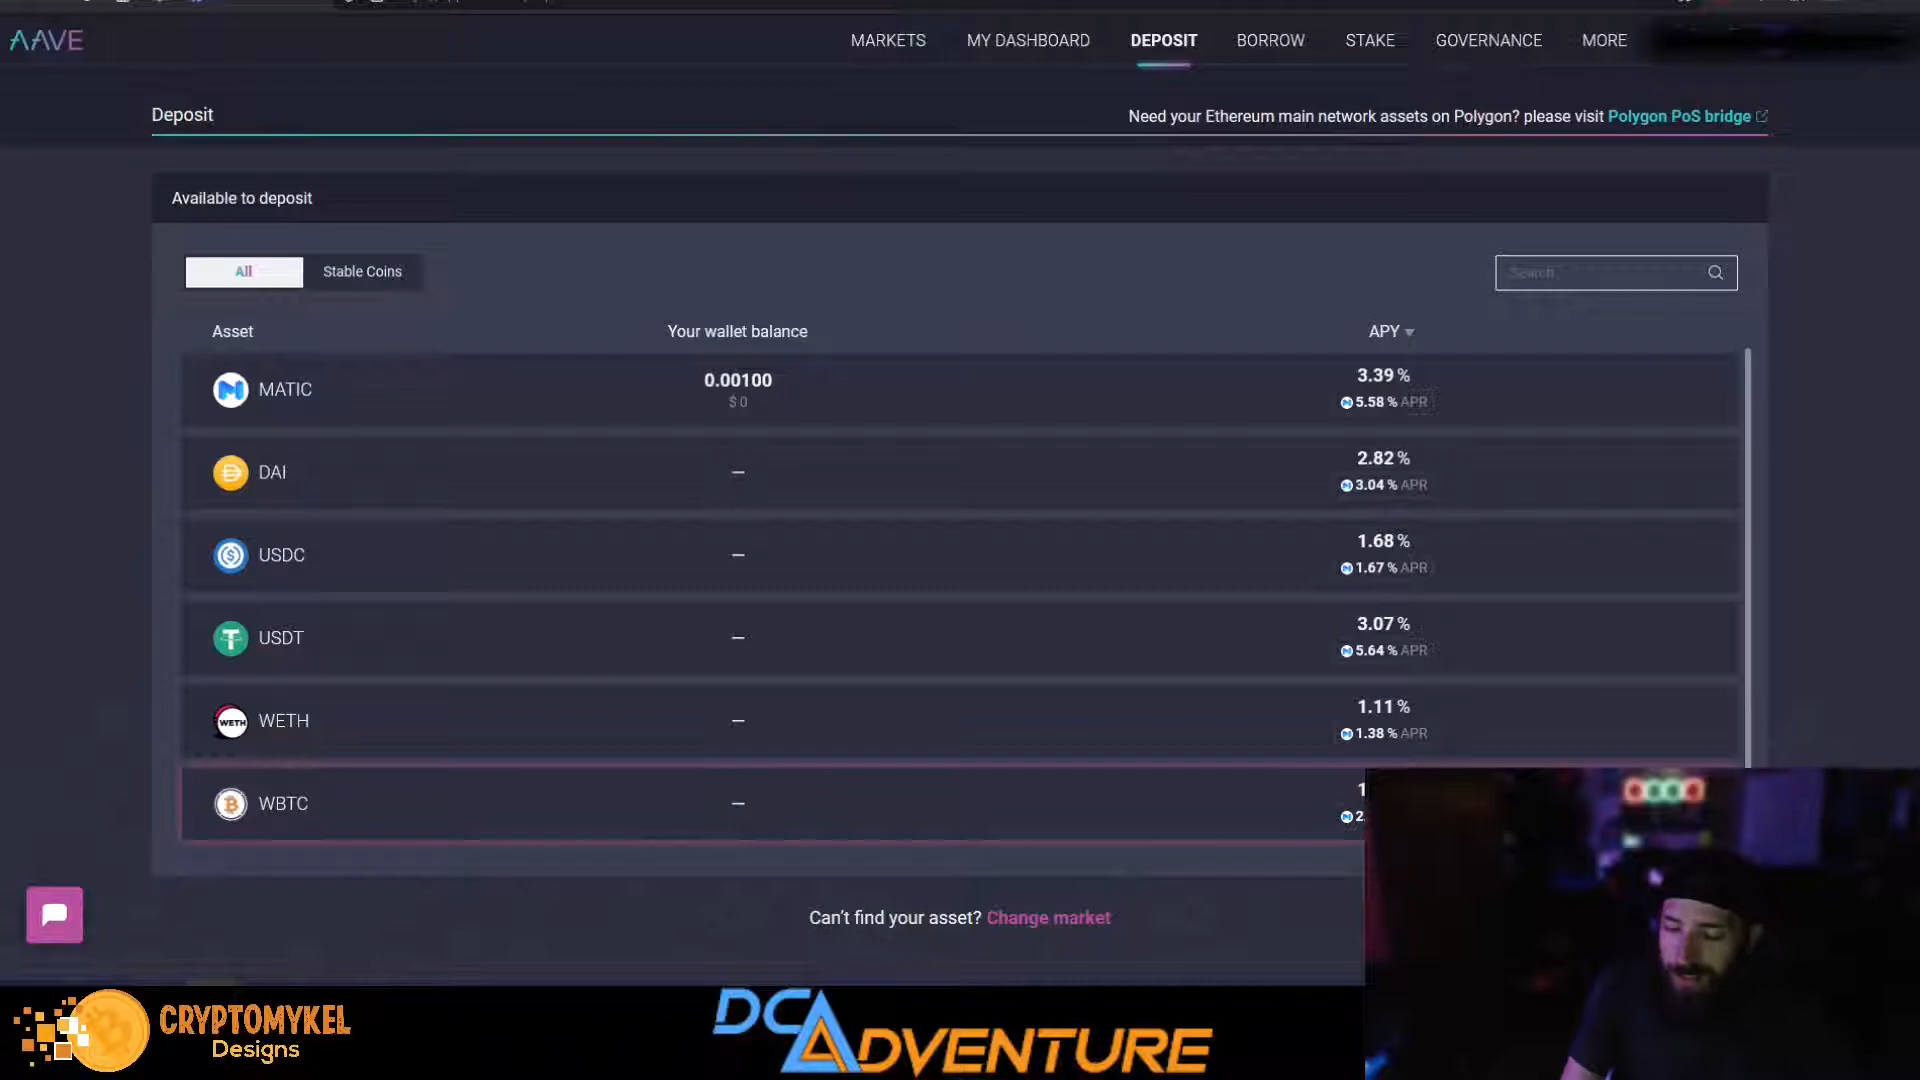 AAVE
MARKETS MY DASHBOARD DEPOSIT BORROW STAKE GOVERNANCE MORE
Deposit
Need your Ethereum main network assets on Polygon? please visit Polygon PoS bridge
Available to deposit
All Stable Coins
Search
Asset Your wallet balance APY
MATIC 0.00100 3.39 %
$ 0 5.58 % APR
DAI — 2.82 %
3.04 % APR
USDC — 1.68 %
1.67 % APR
USDT — 3.07 %
5.64 % APR
WETH WETH — 1.11 %
1.38 % APR
WBTC — 1
2.
Can't find your asset? Change market
CRYPTOMYKEL
Designs
DCADVENTURE